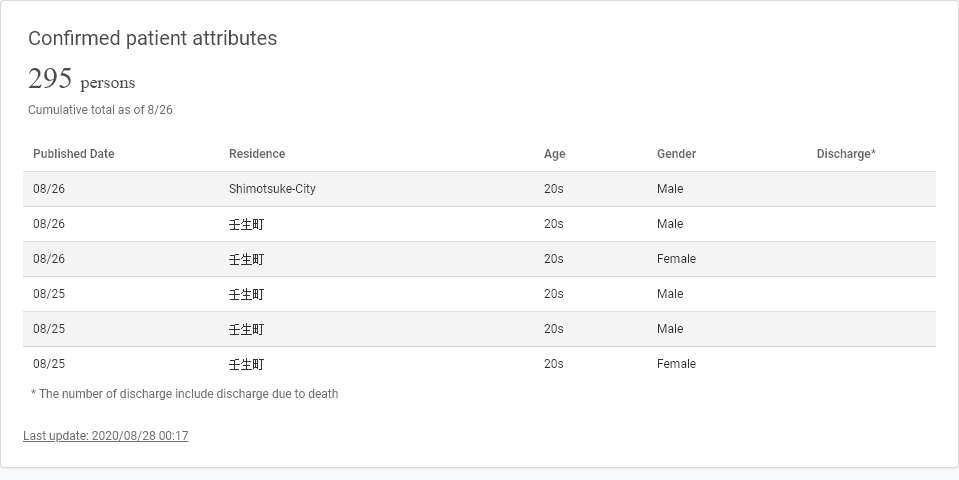 Confirmed patient attributes
295 persons
Cumulative total as of 8/26
Published Date Residence Age Gender Discharge*
08/26 Shimotsuke-City 20s Male
08/26 壬生町 20s Male
08/26 壬生町 20s Female
08/25 壬生町 20s Male
08/25 壬生町 20s Male
08/25 壬生町 20s Female
* The number of discharge include discharge due to death
Last update: 2020/08/28 00:17